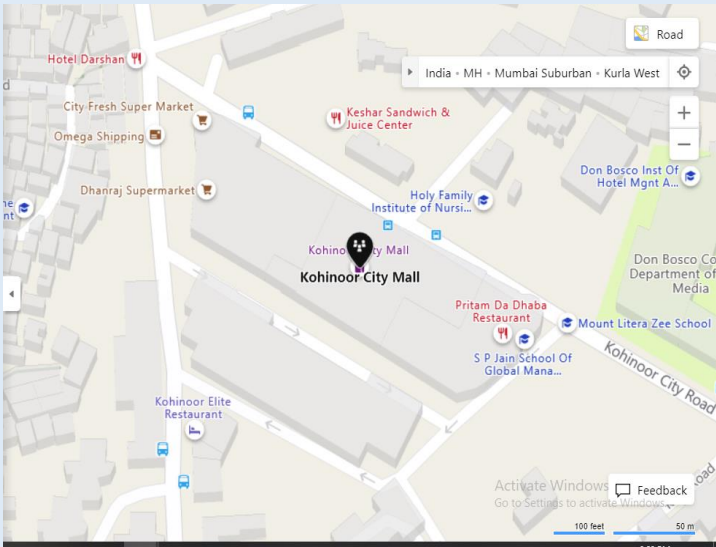 Road
India • MH • Mumbai Suburban • Kurla West
Hotel Darshan
City Fresh Super Market
Omega Shipping
Keshar Sandwich &
Juice Center
Dhanraj Supermarket
Holy Family
Institute of Nursi...
Don Bosco Inst Of
Hotel Mgnt A...
Kohinoor City Mall
Don Bosco Co
Department of
Media
Pritam Da Dhaba
Restaurant
Mount Litera Zee School
S P Jain School Of
Global Mana...
Kohinoor City Road
Kohinoor Elite
Restaurant
Activate Windows
Go to Settings to activate Windows.
Feedback
100 feet
50 m